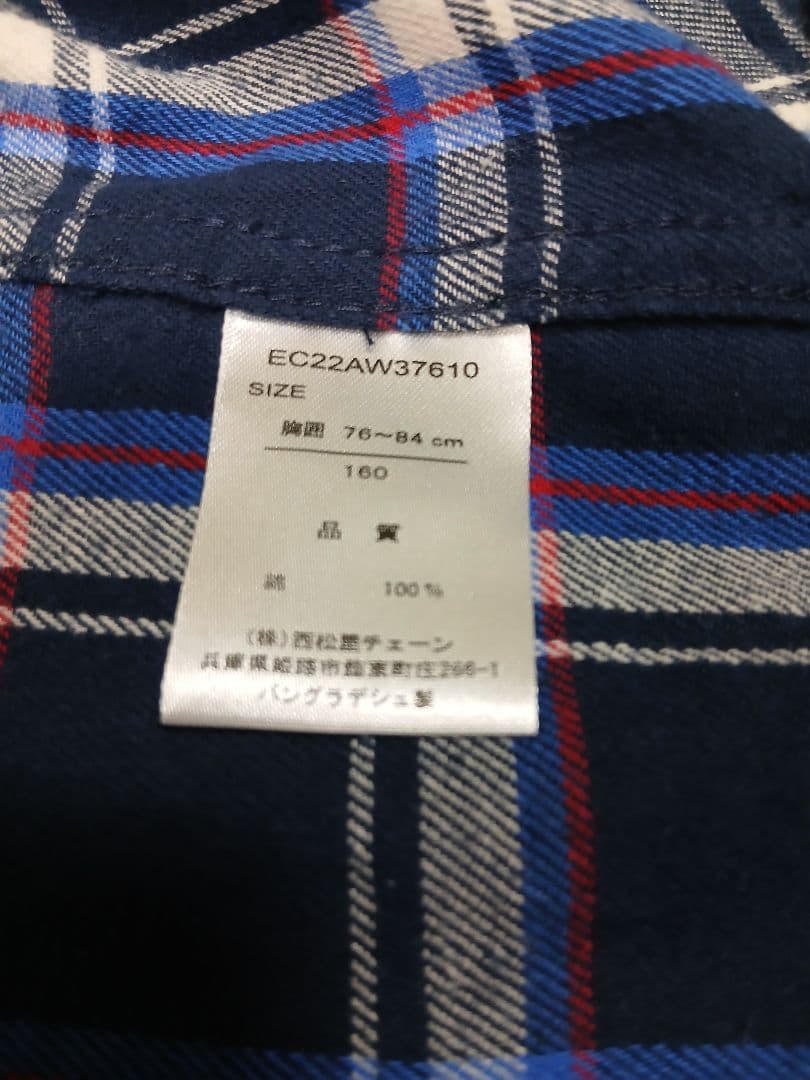 EC22AW37610
SIZE
胸囲 76～84 cm
160
品 質
綿 100%
(株)西松屋チェーン
兵庫県姫路市飾東町庄266-1
バングラデシュ製